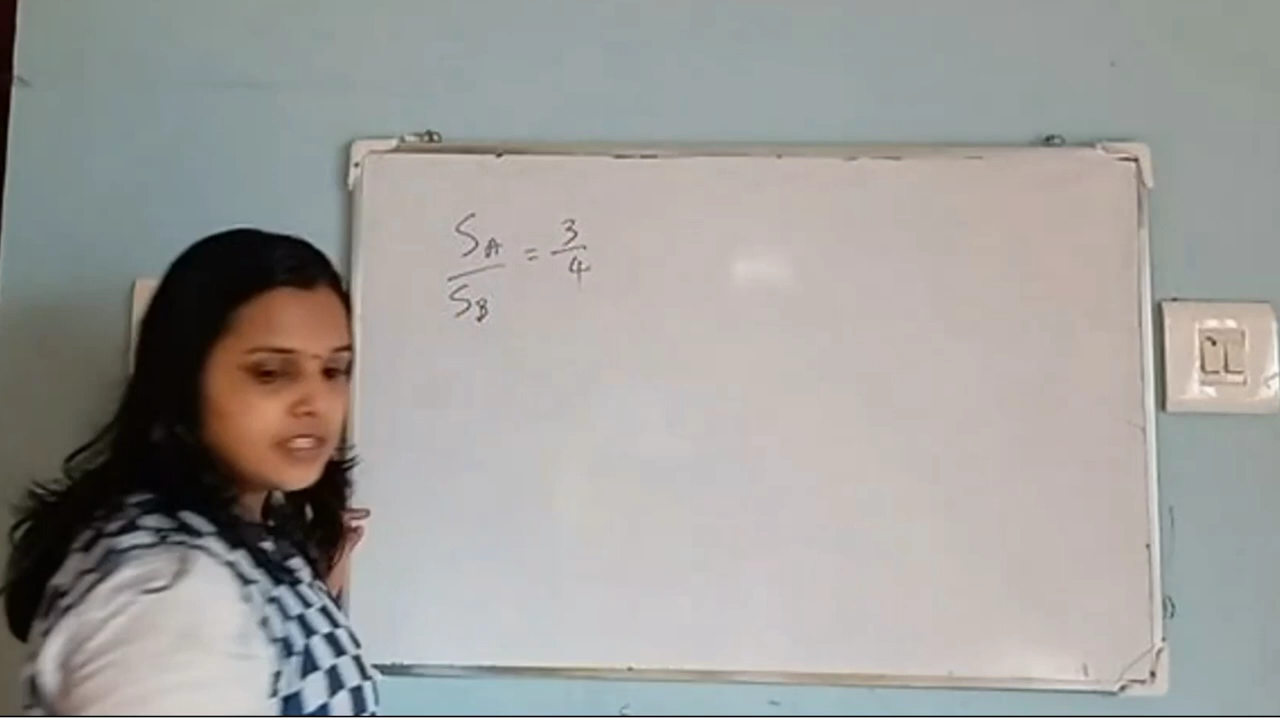 S_A / S_B = 3/4